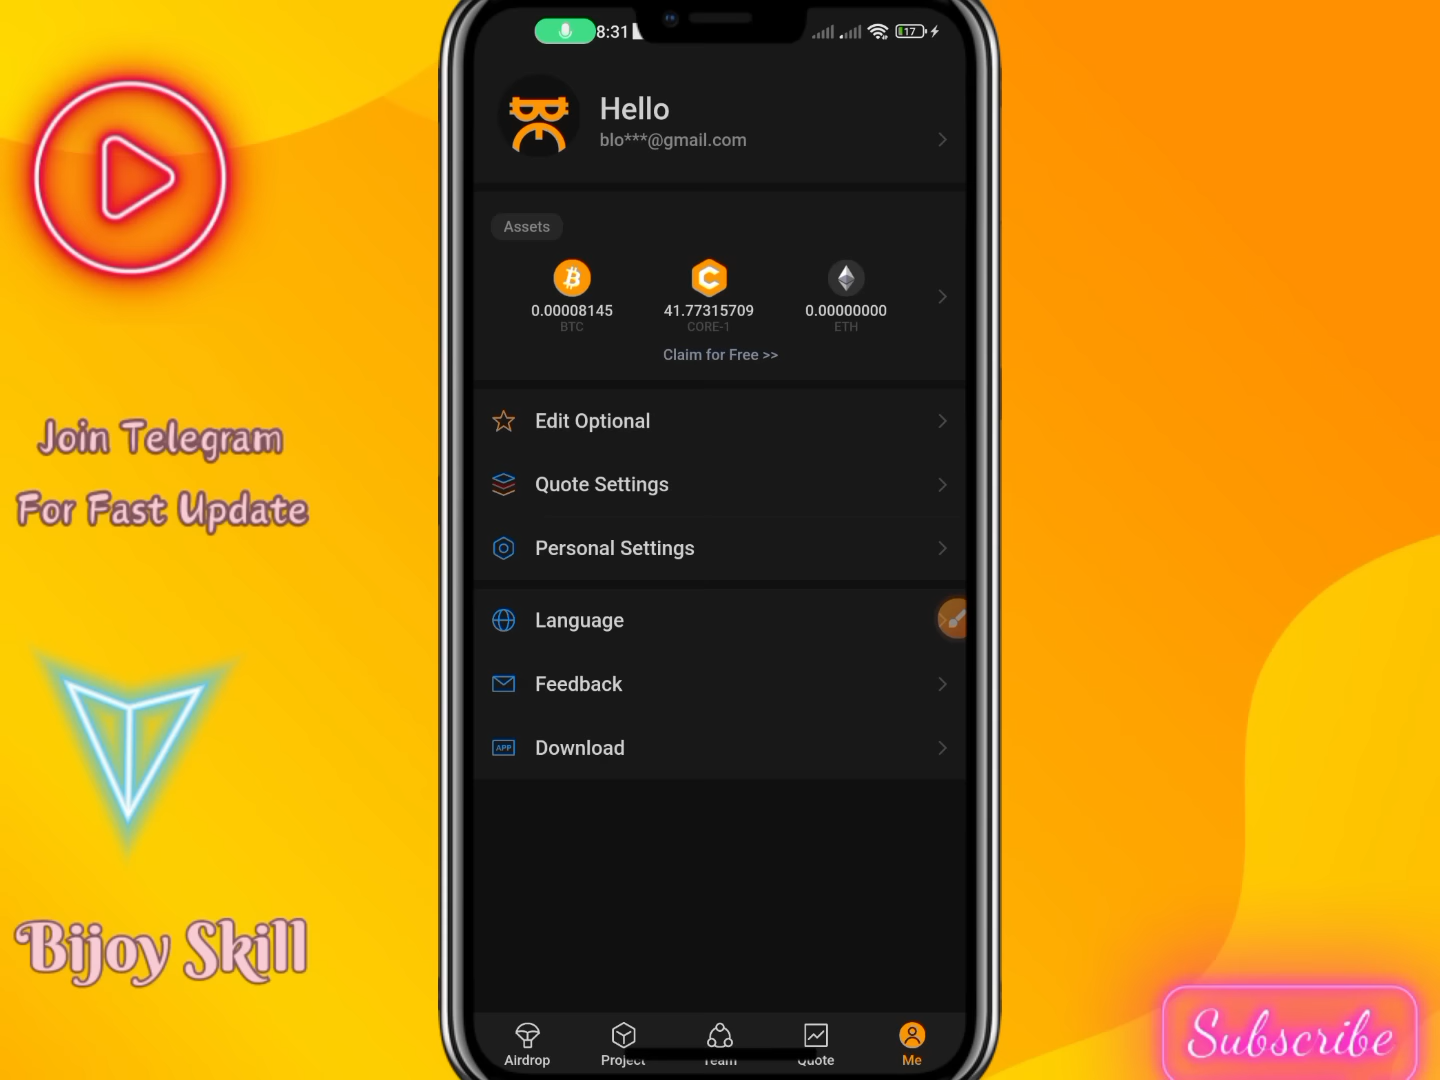 8:31
17
Hello
blo***@gmail.com
Assets
0.00008145
BTC
41.77315709
CORE-1
0.00000000
ETH
Claim for Free >>
Edit Optional
Quote Settings
Personal Settings
Language
Feedback
APP
Download
Airdrop
Project
Team
Quote
Me
Join Telegram
For Fast Update
Bijoy Skill
Subscribe